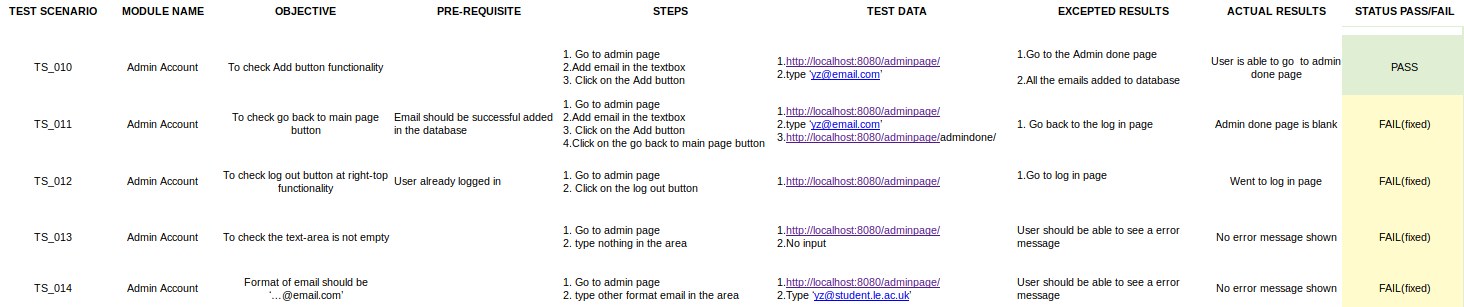 TEST SCENARIO MODULE NAME OBJECTIVE PRE-REQUISITE STEPS TEST DATA EXCEPTED RESULTS ACTUAL RESULTS STATUS PASS/FAIL
TS_010
Admin Account
To check Add button functionality
1. Go to admin page
2.Add email in the textbox
3. Click on the Add button
1.http://localhost:8080/adminpage/
2.type ‘yz@email.com’
1.Go to the Admin done page
2.All the emails added to database
User is able to go to admin
done page
PASS
TS_011
Admin Account
To check go back to main page
button
Email should be successful added
in the database
1. Go to admin page
2.Add email in the textbox
3. Click on the Add button
4.Click on the go back to main page button
1.http://localhost:8080/adminpage/
2.type ‘yz@email.com’
3.http://localhost:8080/adminpage/admindone/
1. Go back to the log in page
Admin done page is blank
FAIL(fixed)
TS_012
Admin Account
To check log out button at right-top
functionality
User already logged in
1. Go to admin page
2. Click on the log out button
1.http://localhost:8080/adminpage/
1.Go to log in page
Went to log in page
FAIL(fixed)
TS_013
Admin Account
To check the text-area is not empty
1. Go to admin page
2. type nothing in the area
1.http://localhost:8080/adminpage/
2.No input
User should be able to see a error
message
No error message shown
FAIL(fixed)
TS_014
Admin Account
Format of email should be
‘…@email.com’
1. Go to admin page
2. type other format email in the area
1.http://localhost:8080/adminpage/
2.Type ‘yz@student.le.ac.uk’
User should be able to see a error
message
No error message shown
FAIL(fixed)